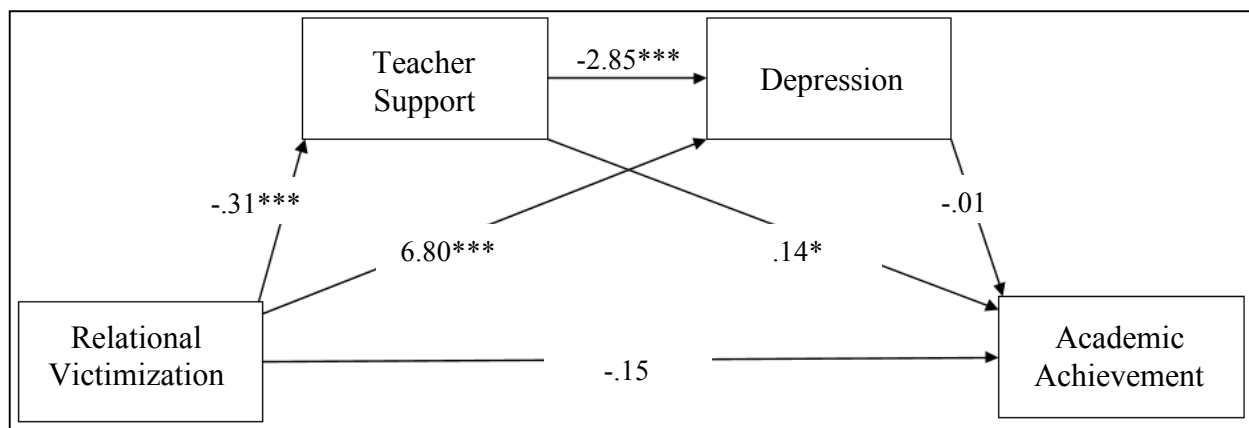 Teacher
Support
-2.85***
Depression
-.31***
6.80***
.14*
-.01
Relational
Victimization
-.15
Academic
Achievement